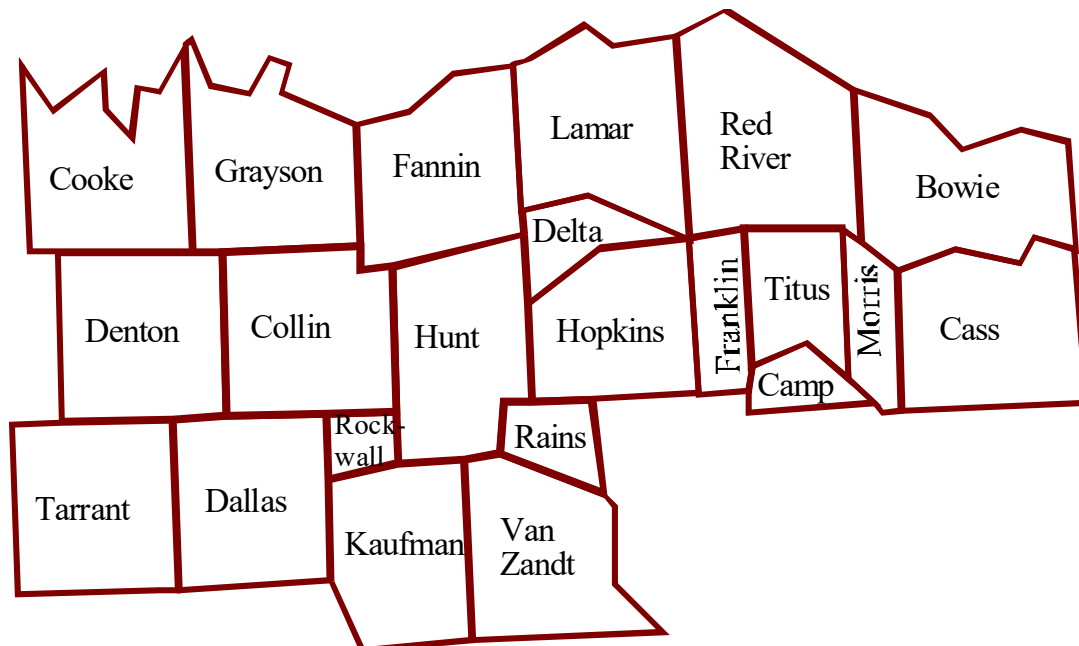 Lamar
Red
River
Cooke
Grayson
Fannin
Bowie
Delta
Denton
Collin
Hunt
Hopkins
Franklin
Titus
Morris
Cass
Camp
Rock-
wall
Rains
Tarrant
Dallas
Kaufman
Van
Zandt